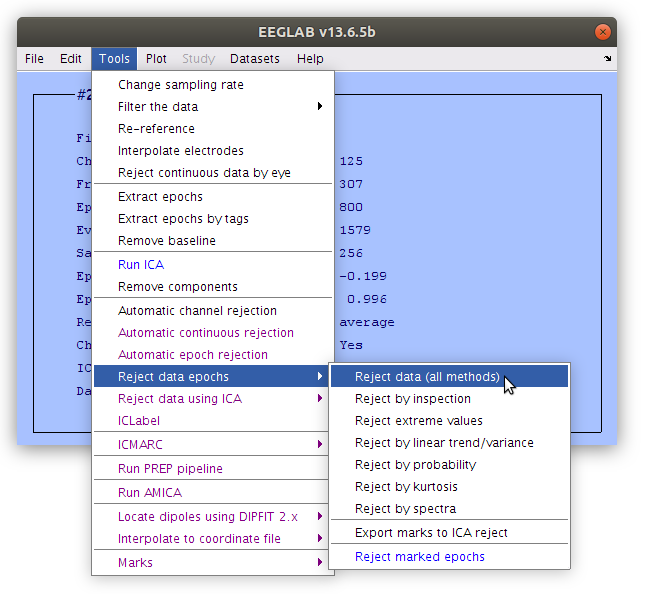 EEGLAB v13.6.5b
File Edit Tools Plot Study Datasets Help
#2
Fi
Ch 125
Fr 307
Ep 800
Ev 1579
Sa 256
Ep -0.199
Ep 0.996
Re average
Ch Yes
IC
Da
Change sampling rate
Filter the data
Re-reference
Interpolate electrodes
Reject continuous data by eye
Extract epochs
Extract epochs by tags
Remove baseline
Run ICA
Remove components
Automatic channel rejection
Automatic continuous rejection
Automatic epoch rejection
Reject data epochs
Reject data using ICA
ICLabel
ICMARC
Run PREP pipeline
Run AMICA
Locate dipoles using DIPFIT 2.x
Interpolate to coordinate file
Marks
Reject data (all methods)
Reject by inspection
Reject extreme values
Reject by linear trend/variance
Reject by probability
Reject by kurtosis
Reject by spectra
Export marks to ICA reject
Reject marked epochs